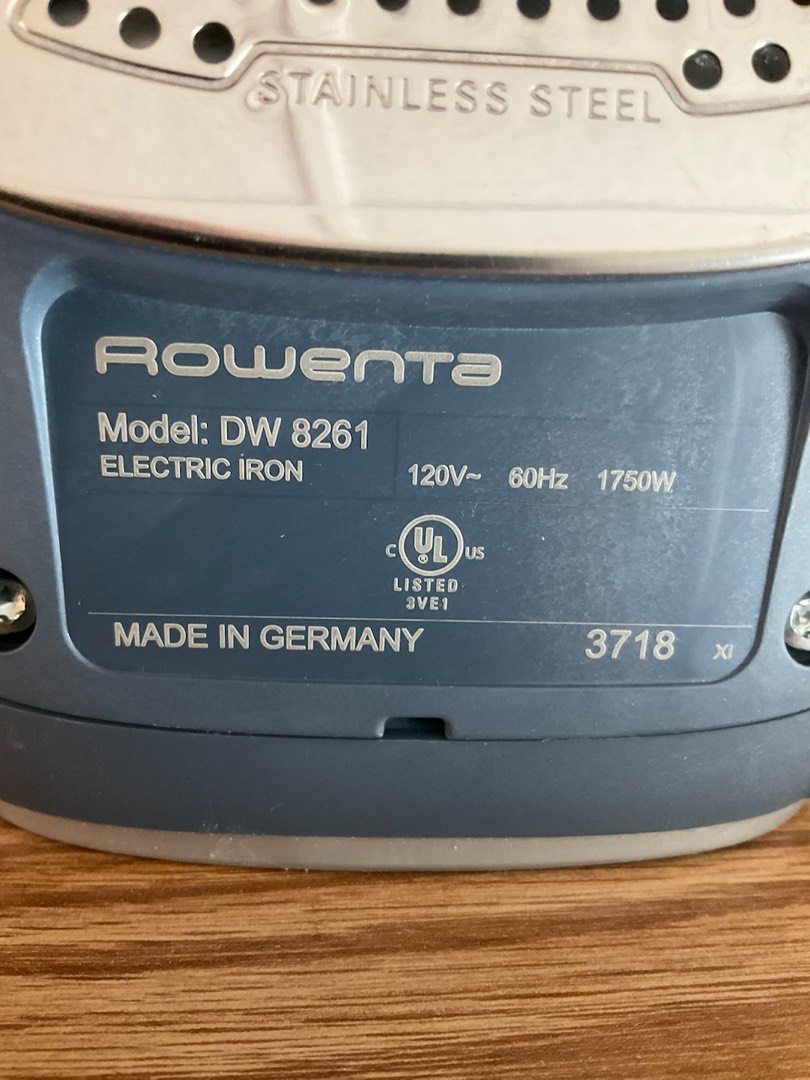 STAINLESS STEEL
Rowenta
Model: DW 8261
ELECTRIC IRON 120V~ 60Hz 1750W
C UL ® US
LISTED
3VE1
MADE IN GERMANY 3718 XI